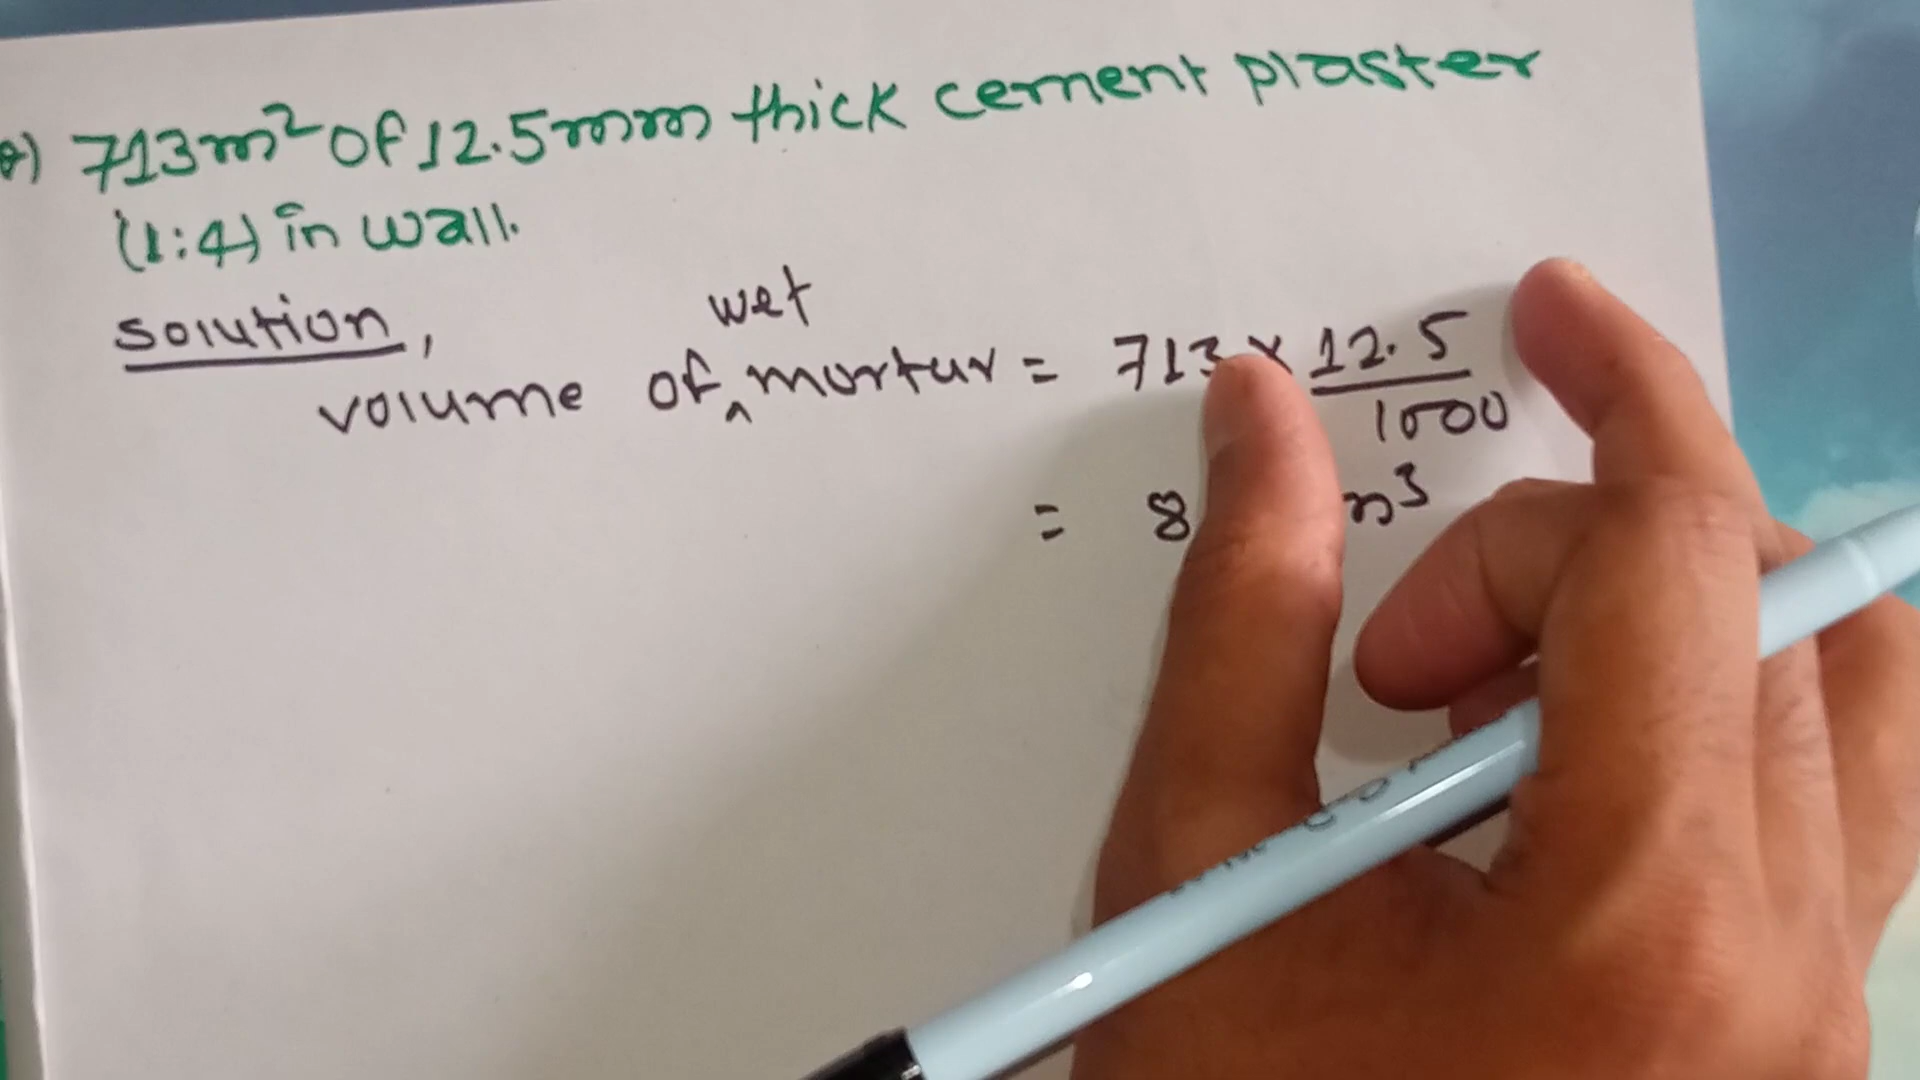 8) 713m² of 12.5mm thick cement plaster
(1:4) in wall.
solution,
wet
volume of ^ mortar = 713 x 12.5
1000
= 8 m³